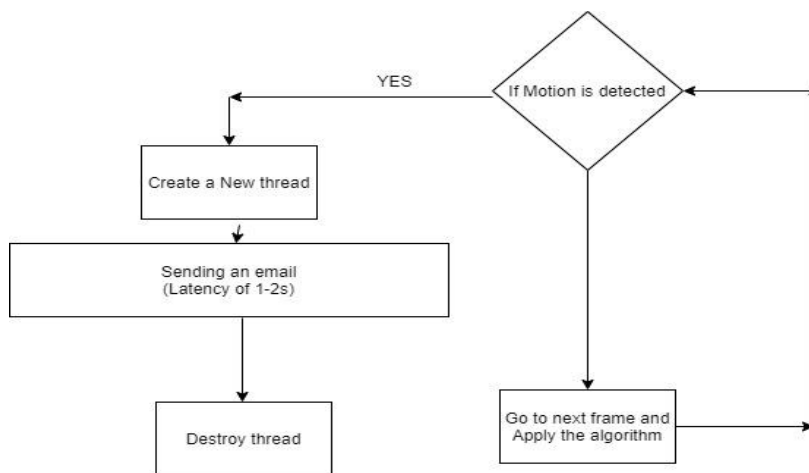 YES
If Motion is detected
Create a New thread
Sending an email
(Latency of 1-2s)
Destroy thread
Go to next frame and
Apply the algorithm